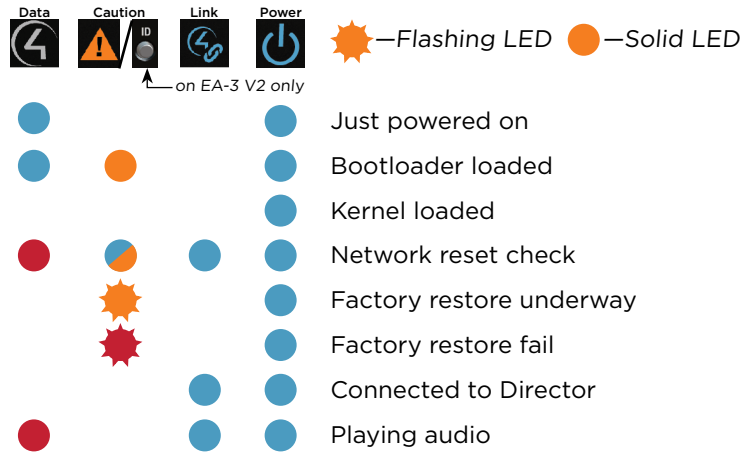 Data Caution Link Power
ID
—Flashing LED —Solid LED
on EA-3 V2 only
Just powered on
Bootloader loaded
Kernel loaded
Network reset check
Factory restore underway
Factory restore fail
Connected to Director
Playing audio